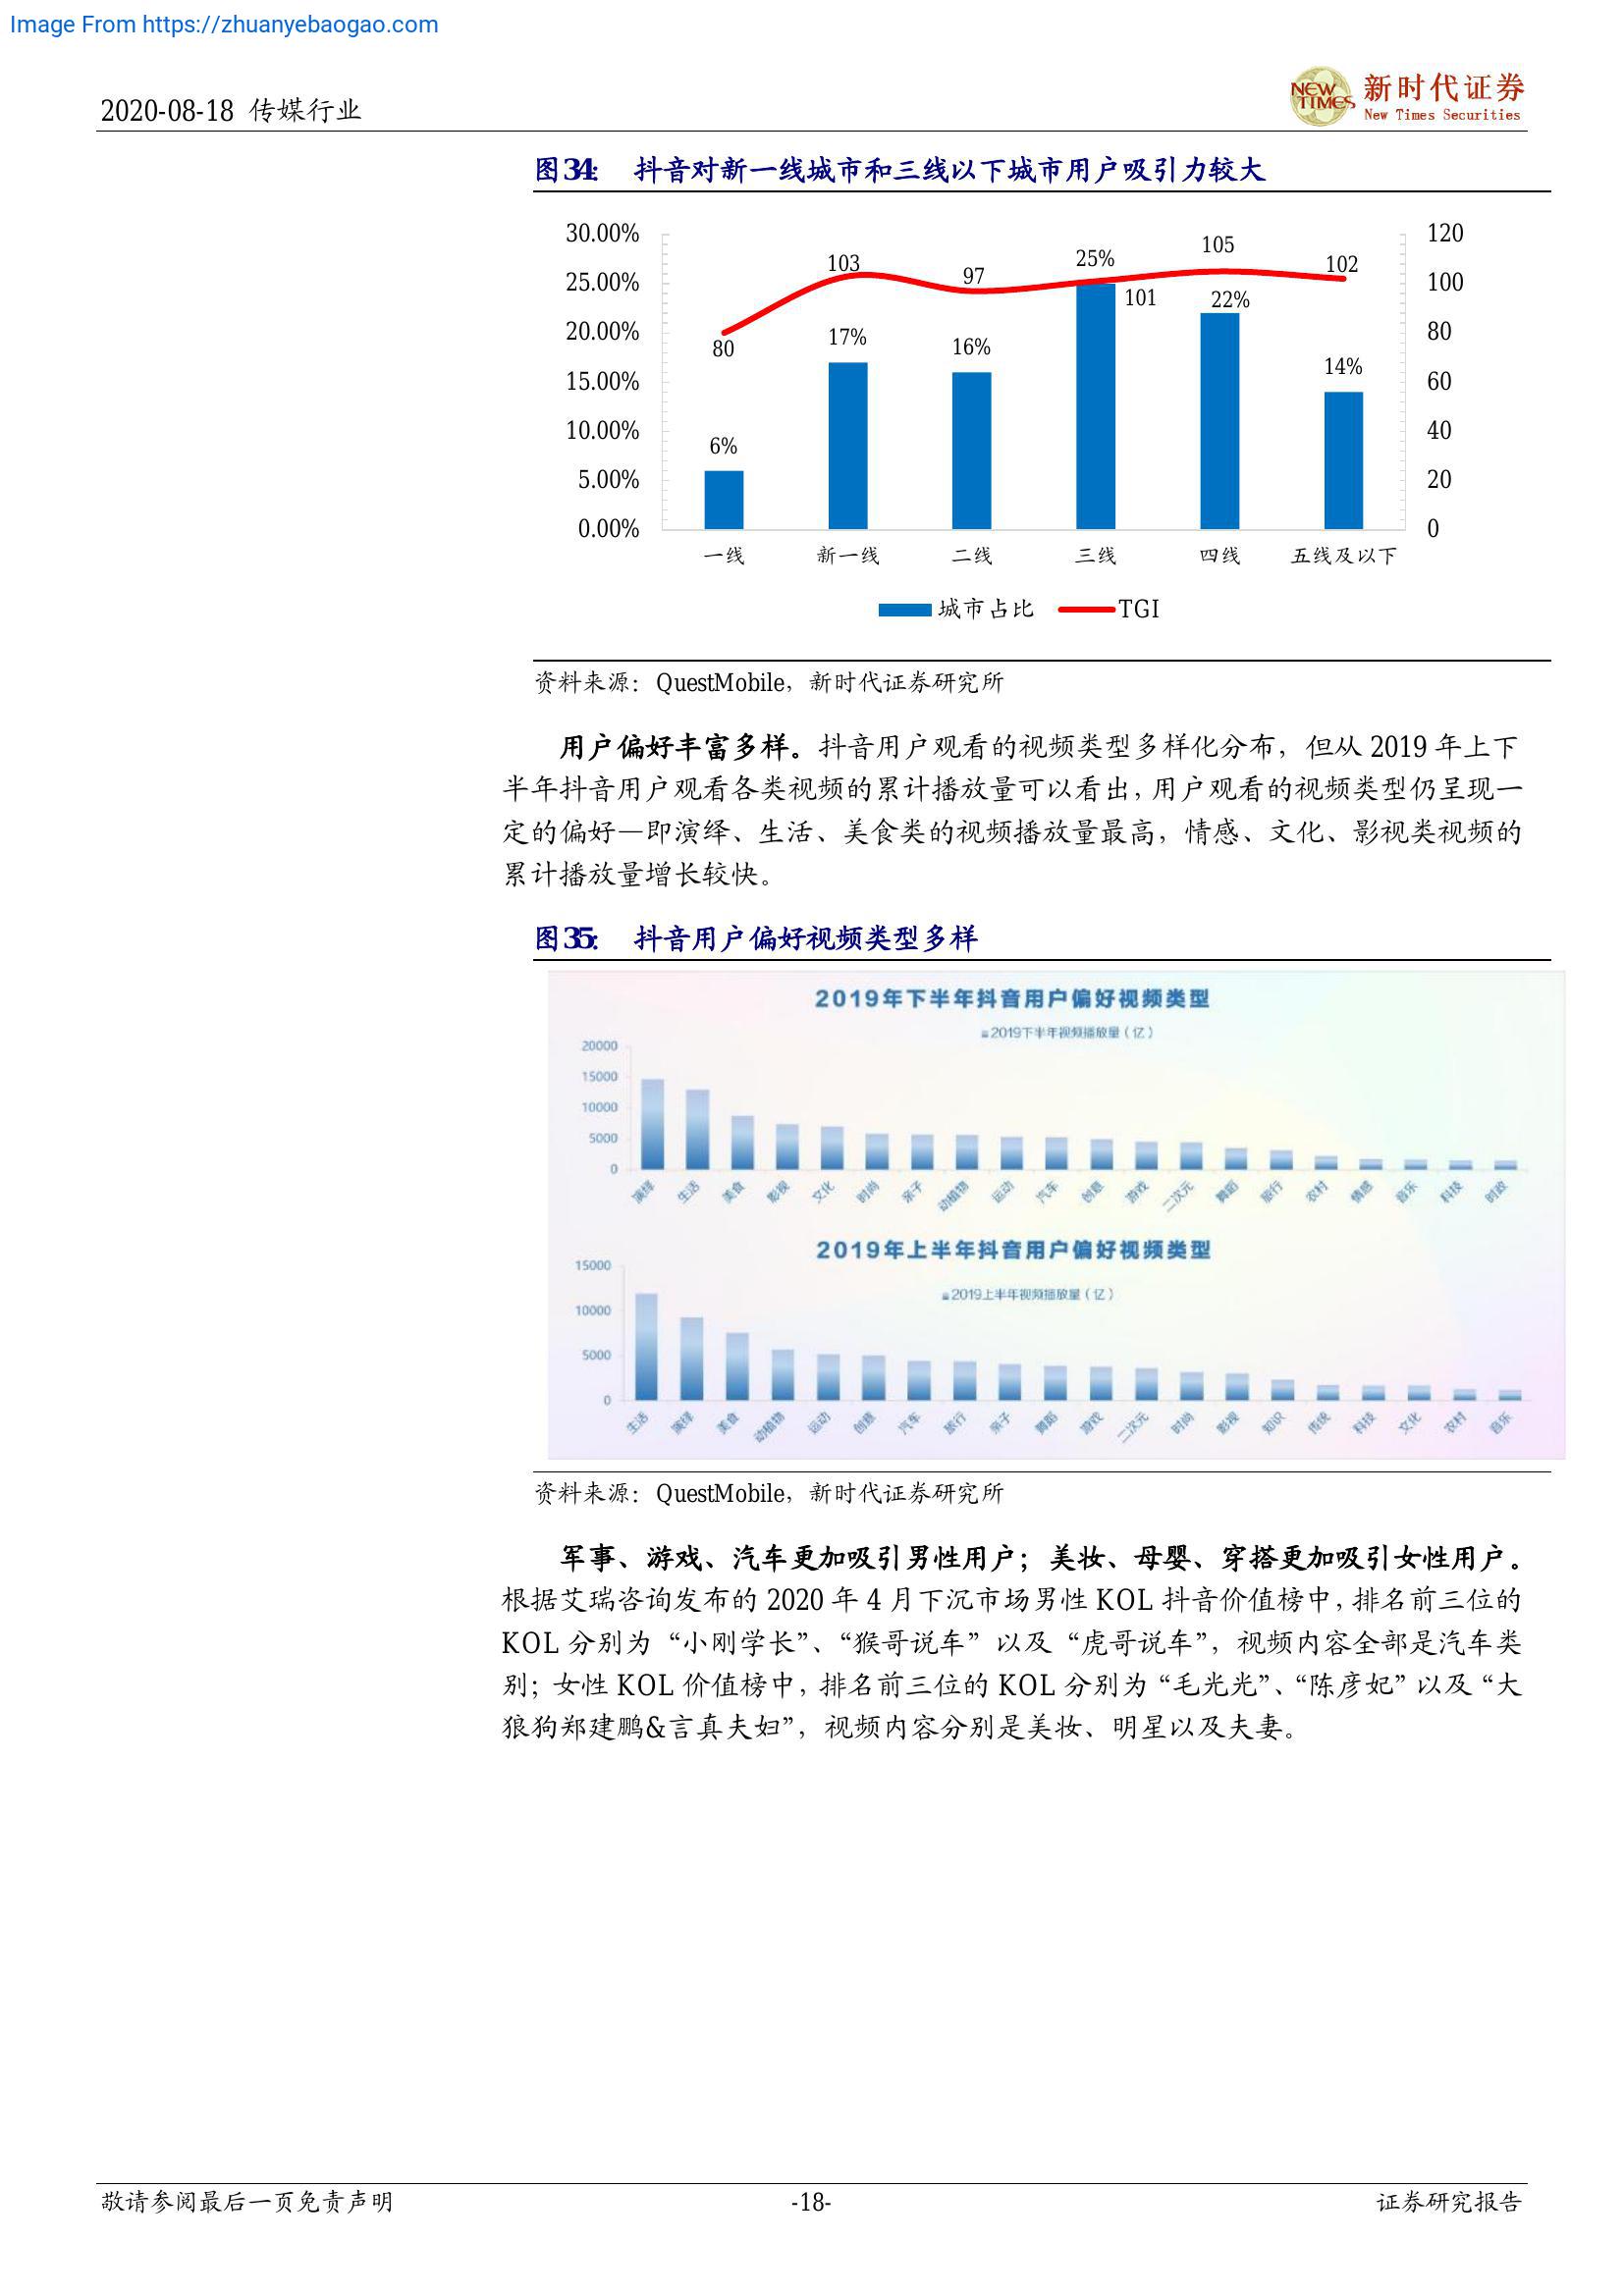 Image From https://zhuanyebaogao.com
2020-08-18 传媒行业
NEW TIMES
新时代证券
New Times Securities
图34: 抖音对新一线城市和三线以下城市用户吸引力较大
30.00%
25.00%
20.00%
15.00%
10.00%
5.00%
0.00%
120
100
80
60
40
20
0
80
103
97
101
105
102
6%
17%
16%
25%
22%
14%
一线 新一线 二线 三线 四线 五线及以下
城市占比 TGI
资料来源：QuestMobile，新时代证券研究所
用户偏好丰富多样。抖音用户观看的视频类型多样化分布，但从 2019 年上下
半年抖音用户观看各类视频的累计播放量可以看出，用户观看的视频类型仍呈现一
定的偏好—即演绎、生活、美食类的视频播放量最高，情感、文化、影视类视频的
累计播放量增长较快。
图35: 抖音用户偏好视频类型多样
2019年下半年抖音用户偏好视频类型
2019下半年视频播放量（亿）
20000
15000
10000
5000
0
演绎 生活 美食 影视 文化 时尚 亲子 动植物 运动 汽车 创意 游戏 二次元 舞蹈 旅行 农村 情感 音乐 科技 时政
2019年上半年抖音用户偏好视频类型
2019上半年视频播放量（亿）
15000
10000
5000
0
生活 演绎 美食 动植物 运动 创意 汽车 旅行 亲子 舞蹈 游戏 二次元 时尚 影视 知识 传统 科技 文化 农村 音乐
资料来源：QuestMobile，新时代证券研究所
军事、游戏、汽车更加吸引男性用户；美妆、母婴、穿搭更加吸引女性用户。
根据艾瑞咨询发布的 2020 年 4 月下沉市场男性 KOL 抖音价值榜中，排名前三位的
KOL 分别为“小刚学长”、“猴哥说车”以及“虎哥说车”，视频内容全部是汽车类
别；女性 KOL 价值榜中，排名前三位的 KOL 分别为“毛光光”、“陈彦妃”以及“大
狼狗郑建鹏&言真夫妇”，视频内容分别是美妆、明星以及夫妻。
敬请参阅最后一页免责声明
-18-
证券研究报告